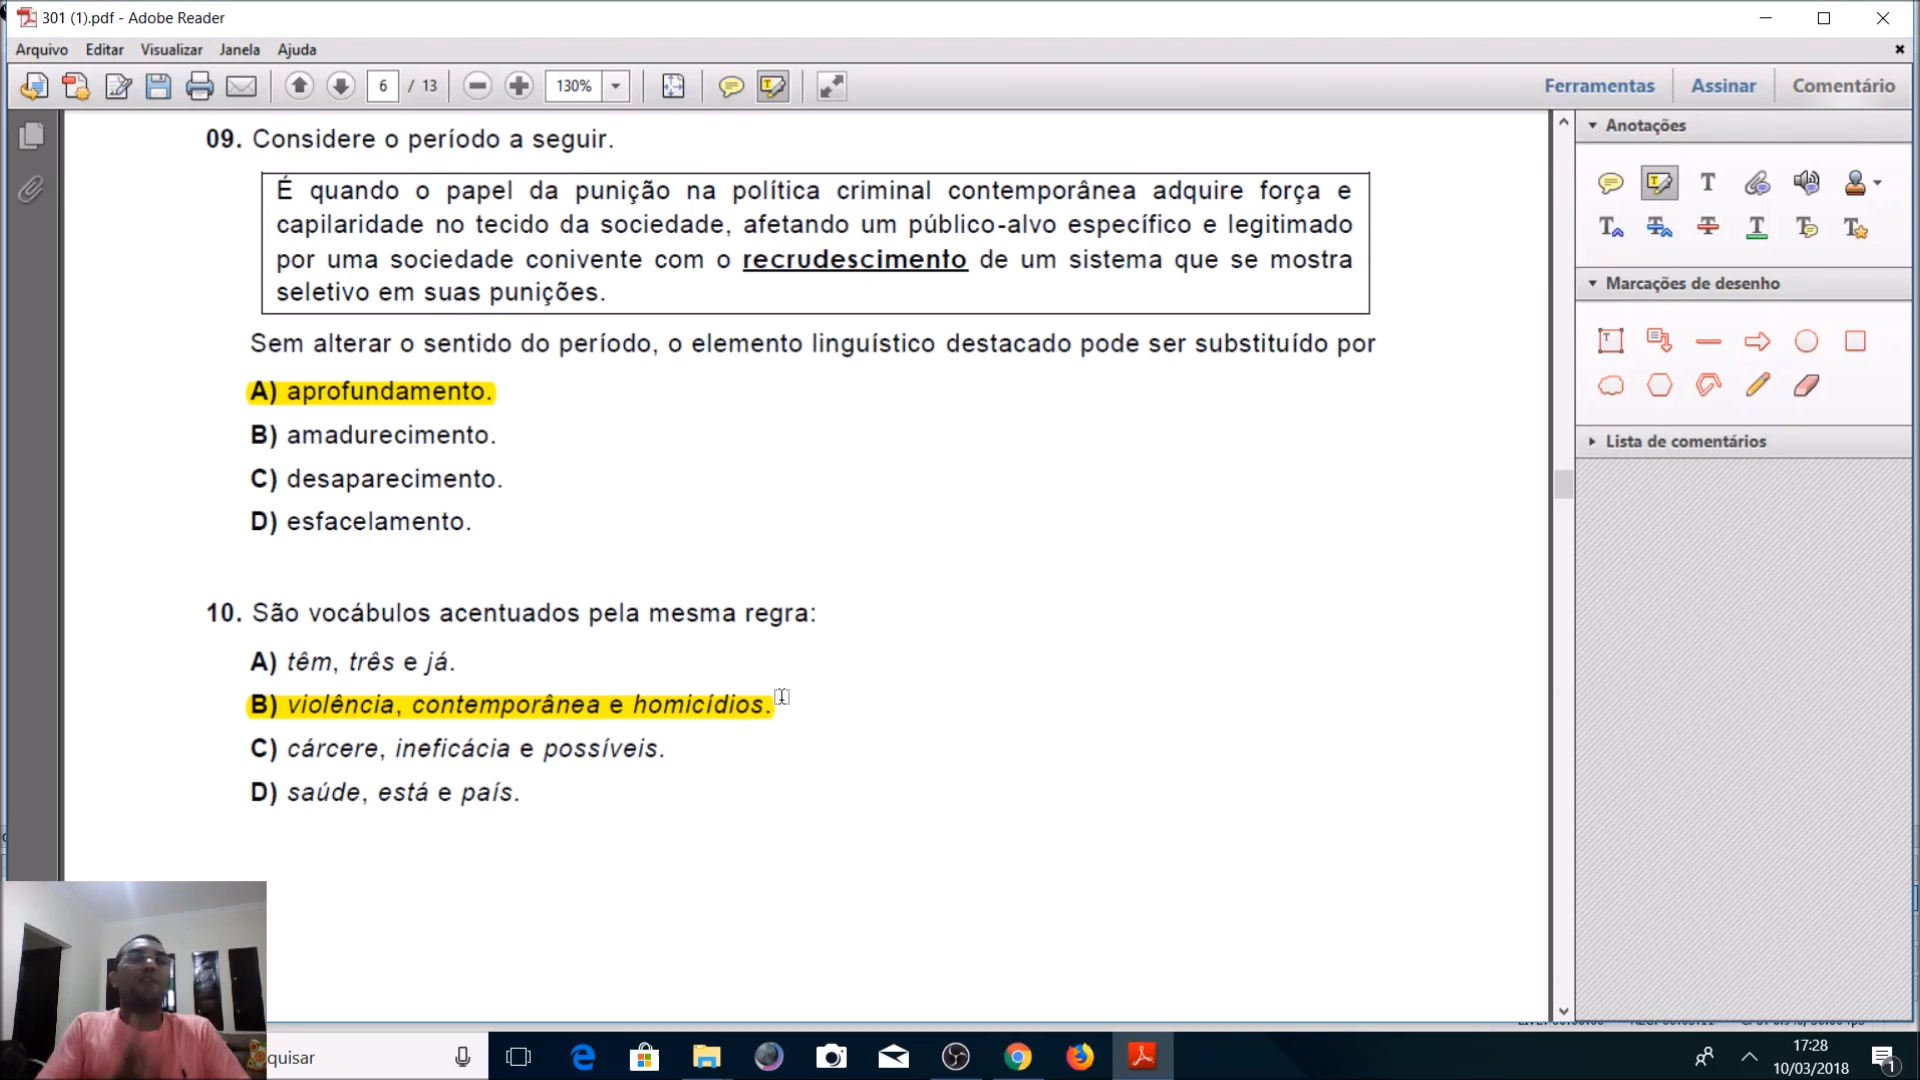 301 (1).pdf - Adobe Reader
Arquivo Editar Visualizar Janela Ajuda
6 / 13 130% Ferramentas Assinar Comentário
09. Considere o período a seguir.
É quando o papel da punição na política criminal contemporânea adquire força e
capilaridade no tecido da sociedade, afetando um público-alvo específico e legitimado
por uma sociedade conivente com o recrudescimento de um sistema que se mostra
seletivo em suas punições.
Sem alterar o sentido do período, o elemento linguístico destacado pode ser substituído por
A) aprofundamento.
B) amadurecimento.
C) desaparecimento.
D) esfacelamento.
10. São vocábulos acentuados pela mesma regra:
A) têm, três e já.
B) violência, contemporânea e homicídios.
C) cárcere, ineficácia e possíveis.
D) saúde, está e país.
Anotações
Marcações de desenho
Lista de comentários
quisar
17:28
10/03/2018
1